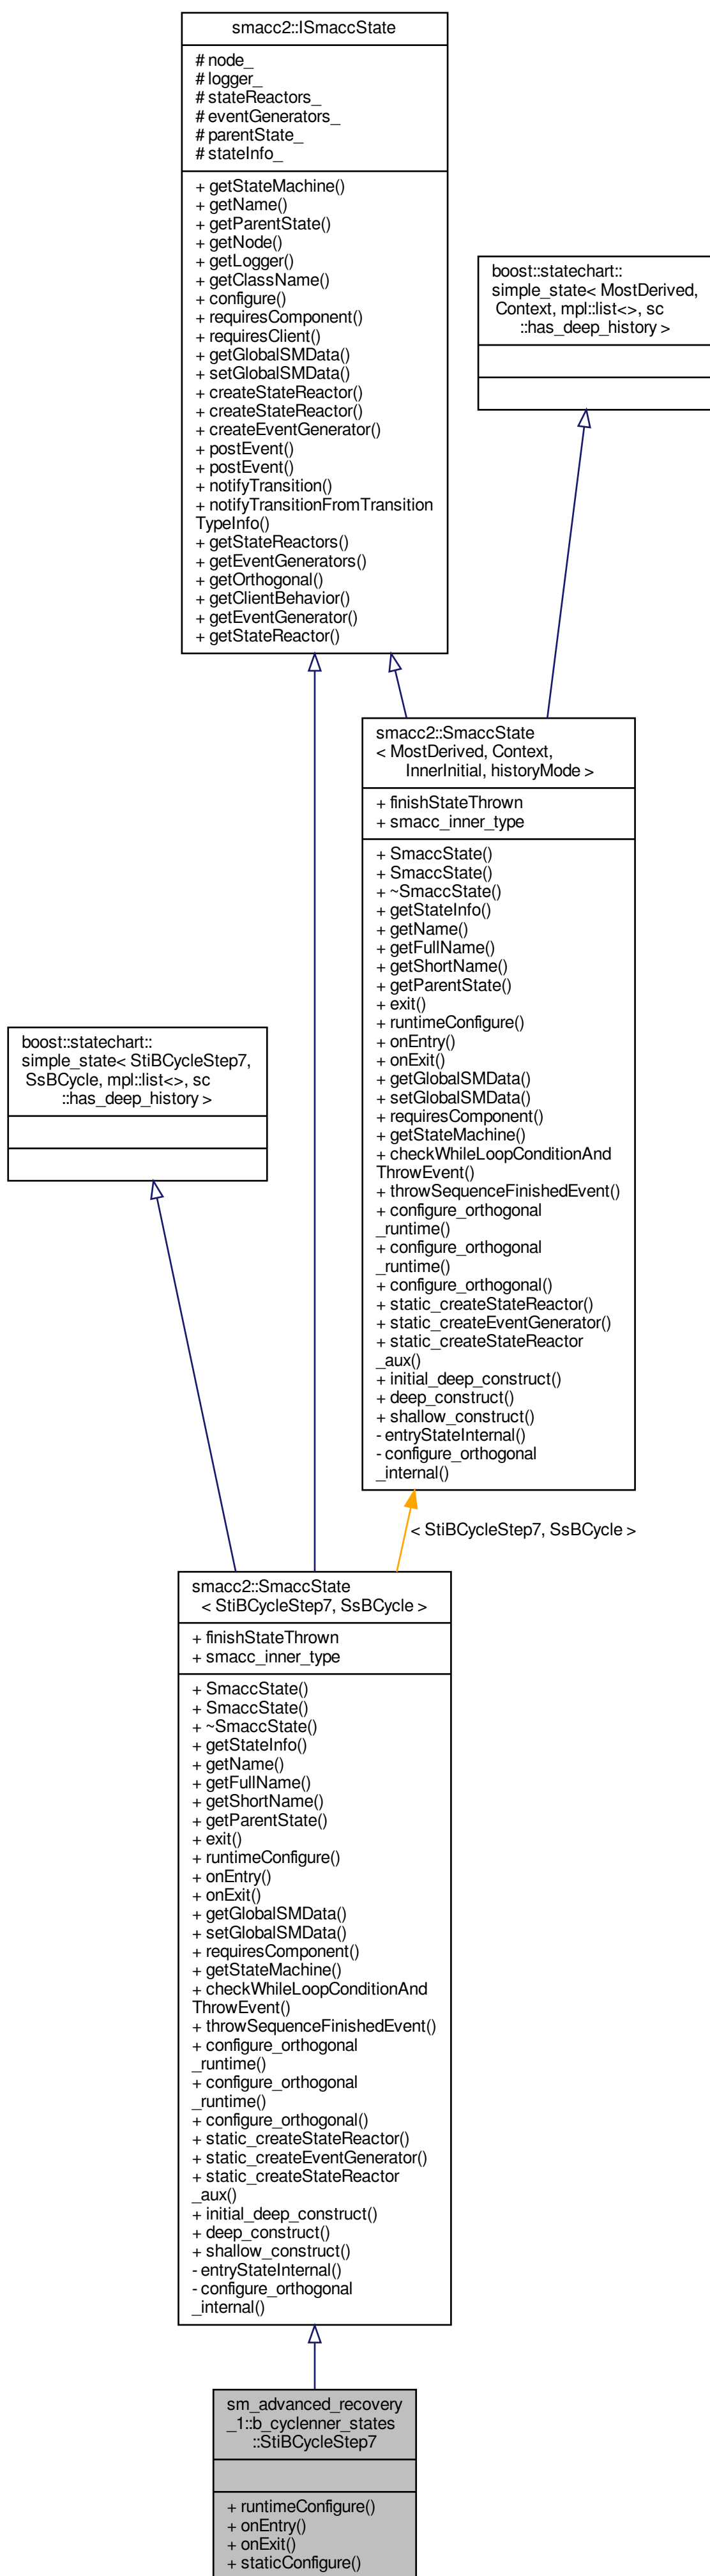 smacc2::ISmaccState
# node_
# logger_
# stateReactors_
# eventGenerators_
# parentState_
# stateInfo_
+ getStateMachine()
+ getName()
+ getParentState()
+ getNode()
+ getLogger()
+ getClassName()
+ configure()
+ requiresComponent()
+ requiresClient()
+ getGlobalSMData()
+ setGlobalSMData()
+ createStateReactor()
+ createStateReactor()
+ createEventGenerator()
+ postEvent()
+ postEvent()
+ notifyTransition()
+ notifyTransitionFromTransition
TypeInfo()
+ getStateReactors()
+ getEventGenerators()
+ getOrthogonal()
+ getClientBehavior()
+ getEventGenerator()
+ getStateReactor()
boost::statechart::
simple_state< MostDerived,
Context, mpl::list<>, sc
::has_deep_history >
smacc2::SmaccState
< MostDerived, Context,
InnerInitial, historyMode >
+ finishStateThrown
+ smacc_inner_type
+ SmaccState()
+ SmaccState()
+ ~SmaccState()
+ getStateInfo()
+ getName()
+ getFullName()
+ getShortName()
+ getParentState()
+ exit()
+ runtimeConfigure()
+ onEntry()
+ onExit()
+ getGlobalSMData()
+ setGlobalSMData()
+ requiresComponent()
+ getStateMachine()
+ checkWhileLoopConditionAnd
ThrowEvent()
+ throwSequenceFinishedEvent()
+ configure_orthogonal
_runtime()
+ configure_orthogonal
_runtime()
+ configure_orthogonal()
+ static_createStateReactor()
+ static_createEventGenerator()
+ static_createStateReactor
_aux()
+ initial_deep_construct()
+ deep_construct()
+ shallow_construct()
- entryStateInternal()
- configure_orthogonal
_internal()
boost::statechart::
simple_state< StiBCycleStep7,
SsBCycle, mpl::list<>, sc
::has_deep_history >
< StiBCycleStep7, SsBCycle >
smacc2::SmaccState
< StiBCycleStep7, SsBCycle >
+ finishStateThrown
+ smacc_inner_type
+ SmaccState()
+ SmaccState()
+ ~SmaccState()
+ getStateInfo()
+ getName()
+ getFullName()
+ getShortName()
+ getParentState()
+ exit()
+ runtimeConfigure()
+ onEntry()
+ onExit()
+ getGlobalSMData()
+ setGlobalSMData()
+ requiresComponent()
+ getStateMachine()
+ checkWhileLoopConditionAnd
ThrowEvent()
+ throwSequenceFinishedEvent()
+ configure_orthogonal
_runtime()
+ configure_orthogonal
_runtime()
+ configure_orthogonal()
+ static_createStateReactor()
+ static_createEventGenerator()
+ static_createStateReactor
_aux()
+ initial_deep_construct()
+ deep_construct()
+ shallow_construct()
- entryStateInternal()
- configure_orthogonal
_internal()
sm_advanced_recovery
_1::b_cyclenner_states
::StiBCycleStep7
+ runtimeConfigure()
+ onEntry()
+ onExit()
+ staticConfigure()